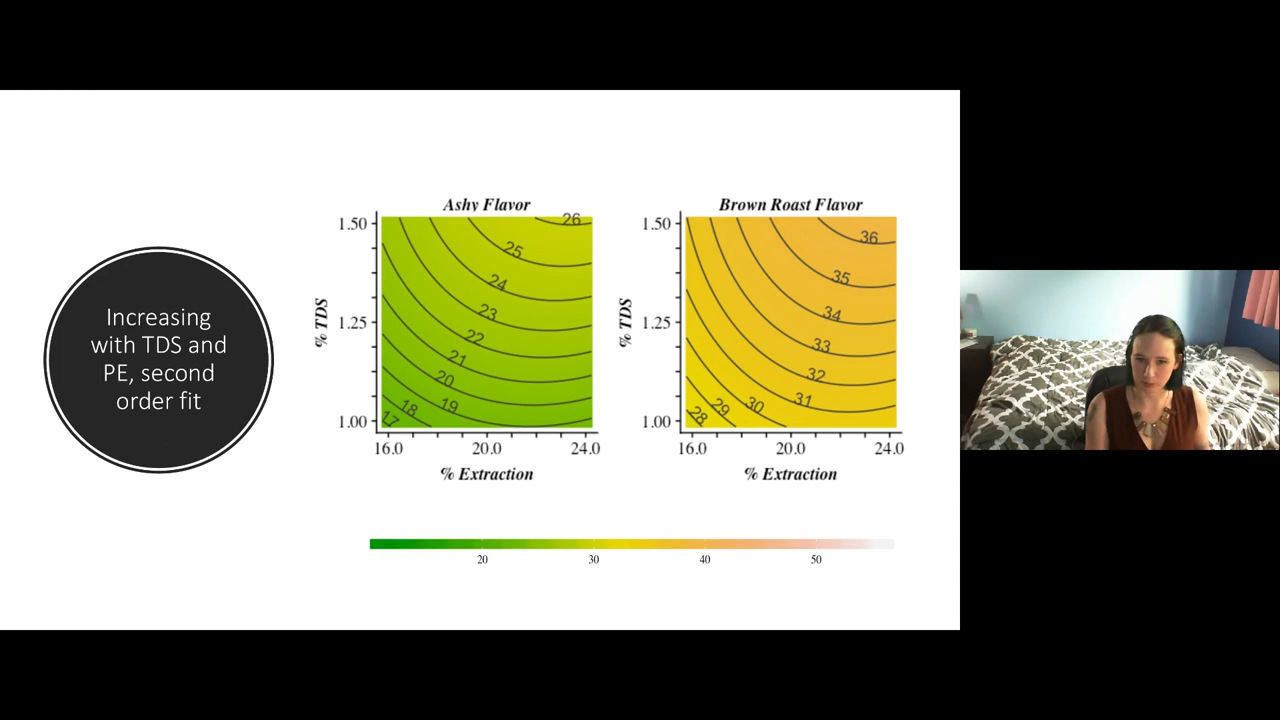 Increasing
with TDS and
PE, second
order fit
Ashy Flavor
% TDS
1.50
1.25
1.00
26
25
24
23
22
21
20
19
18
17
16.0 20.0 24.0
% Extraction
Brown Roast Flavor
% TDS
1.50
1.25
1.00
36
35
34
33
32
31
30
29
28
16.0 20.0 24.0
% Extraction
20 30 40 50